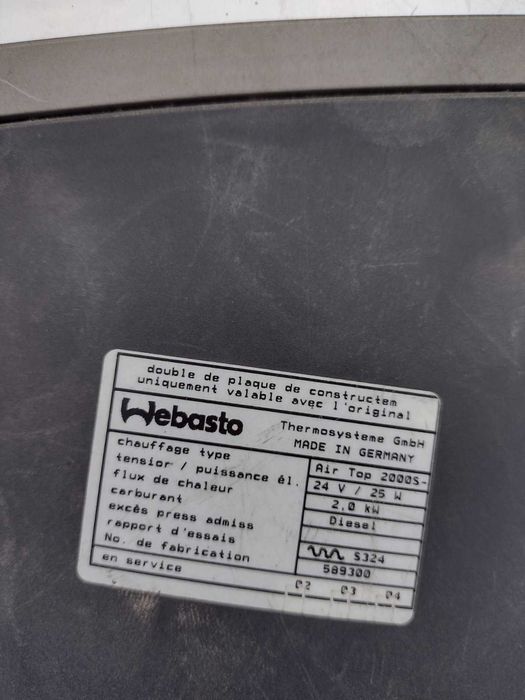 double de plaque de constructem
uniquement valable avec l'original
Webasto Thermosysteme GmbH
MADE IN GERMANY
chauffage type Air Top 2000S-
tensior / puissance él. 24 V / 25 W
flux de chaleur 2,0 kW
carburant Diesel
excés press admiss
rapport d'essais S324
No. de fabrication 589300
en service 02 03 04